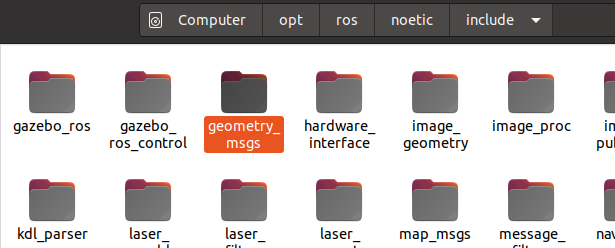 Computer opt ros noetic include
gazebo_ros gazebo_ geometry_ hardware_ image_ image_proc
ros_control msgs interface geometry
kdl_parser laser_ laser_ laser_ map_msgs message_